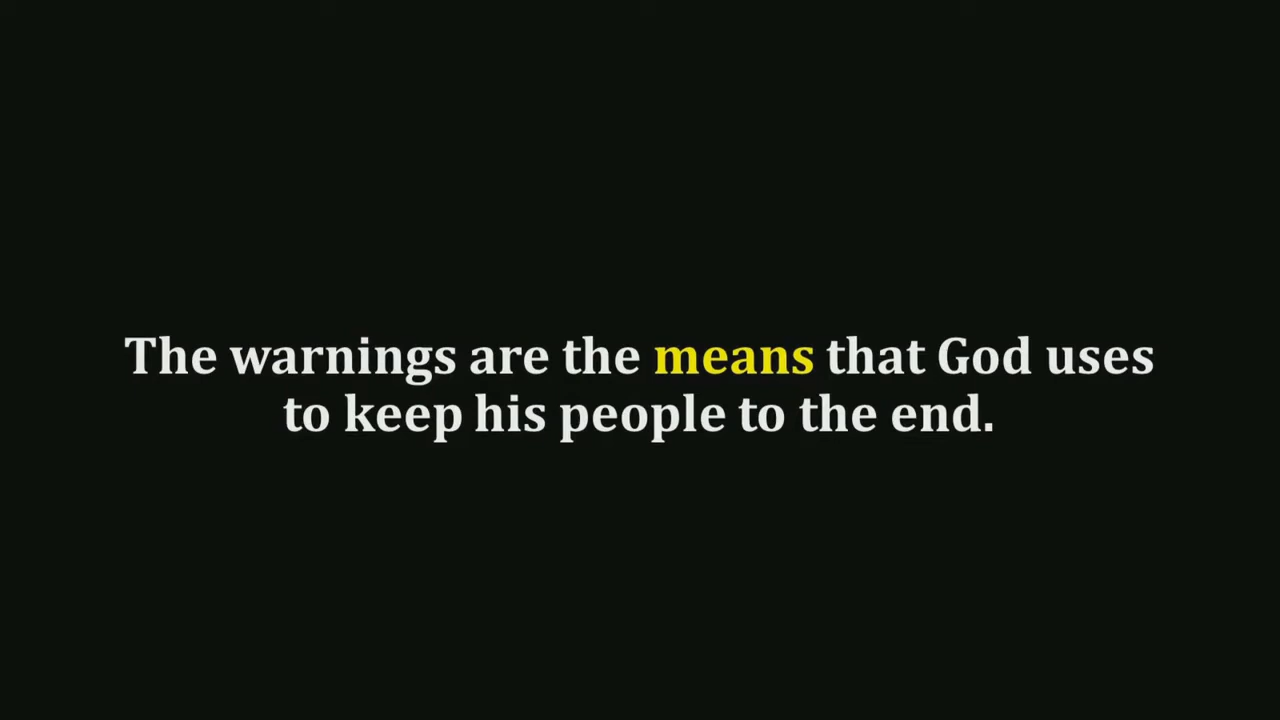 The warnings are the means that God uses
to keep his people to the end.